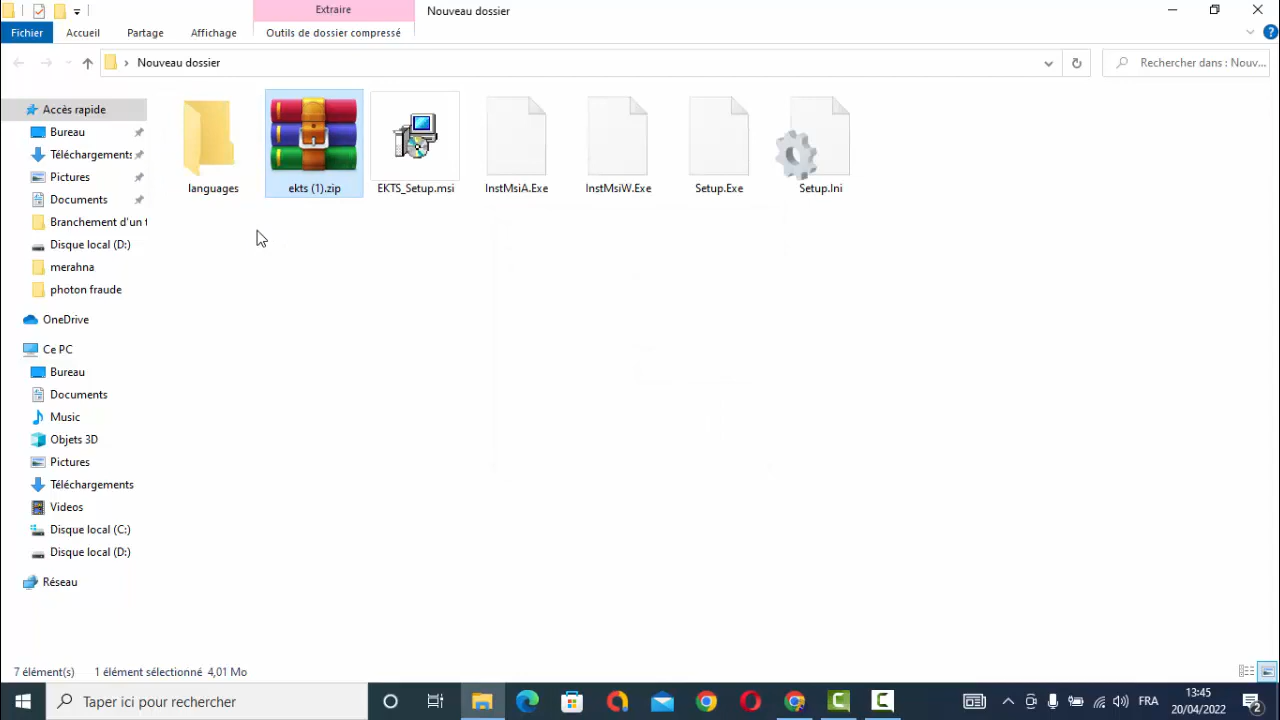 Extraire
Nouveau dossier
Fichier
Accueil
Partage
Affichage
Outils de dossier compressé
Nouveau dossier
Rechercher dans : Nouv...
Accès rapide
Bureau
Téléchargements
Pictures
Documents
Branchement d'un t
Disque local (D:)
merahna
photon fraude
OneDrive
Ce PC
Bureau
Documents
Music
Objets 3D
Pictures
Téléchargements
Videos
Disque local (C:)
Disque local (D:)
Réseau
languages
ekts (1).zip
EKTS_Setup.msi
InstMsiA.Exe
InstMsiW.Exe
Setup.Exe
Setup.Ini
7 élément(s)
1 élément sélectionné 4,01 Mo
Taper ici pour rechercher
FRA
13:45
20/04/2022
2